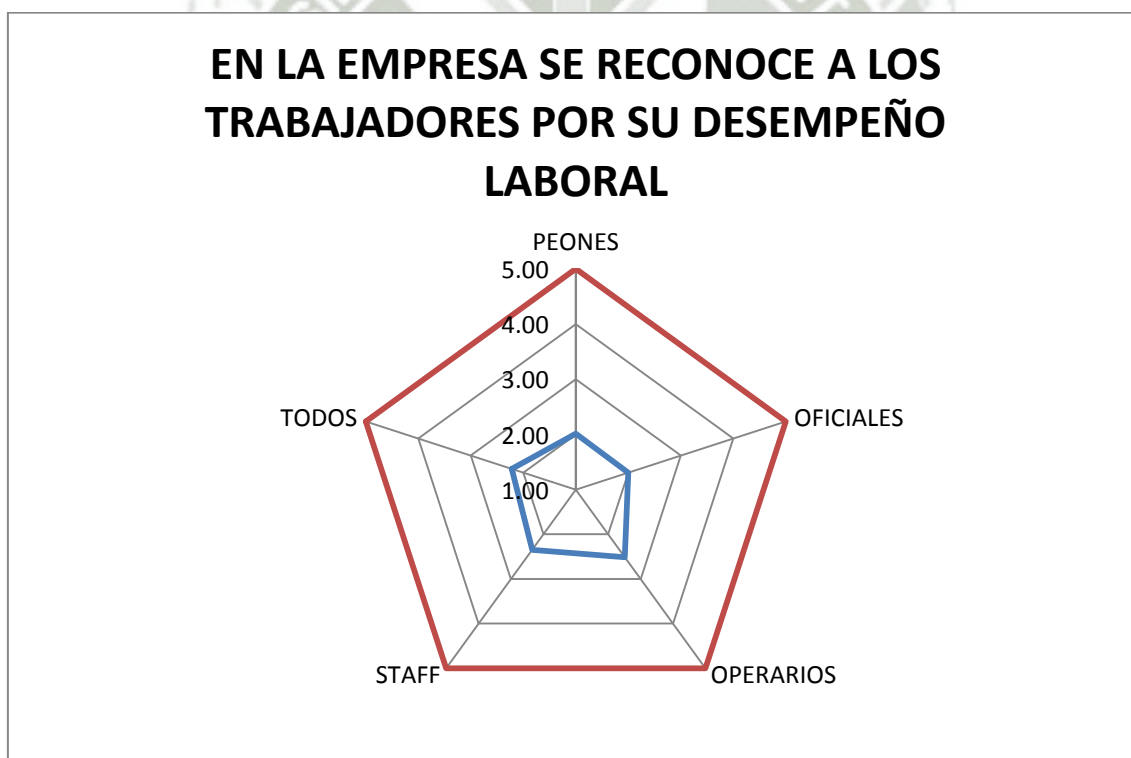 EN LA EMPRESA SE RECONOCE A LOS
TRABAJADORES POR SU DESEMPEÑO
LABORAL
PEONES
5.00
4.00
3.00
2.00
1.00
TODOS
OFICIALES
STAFF
OPERARIOS